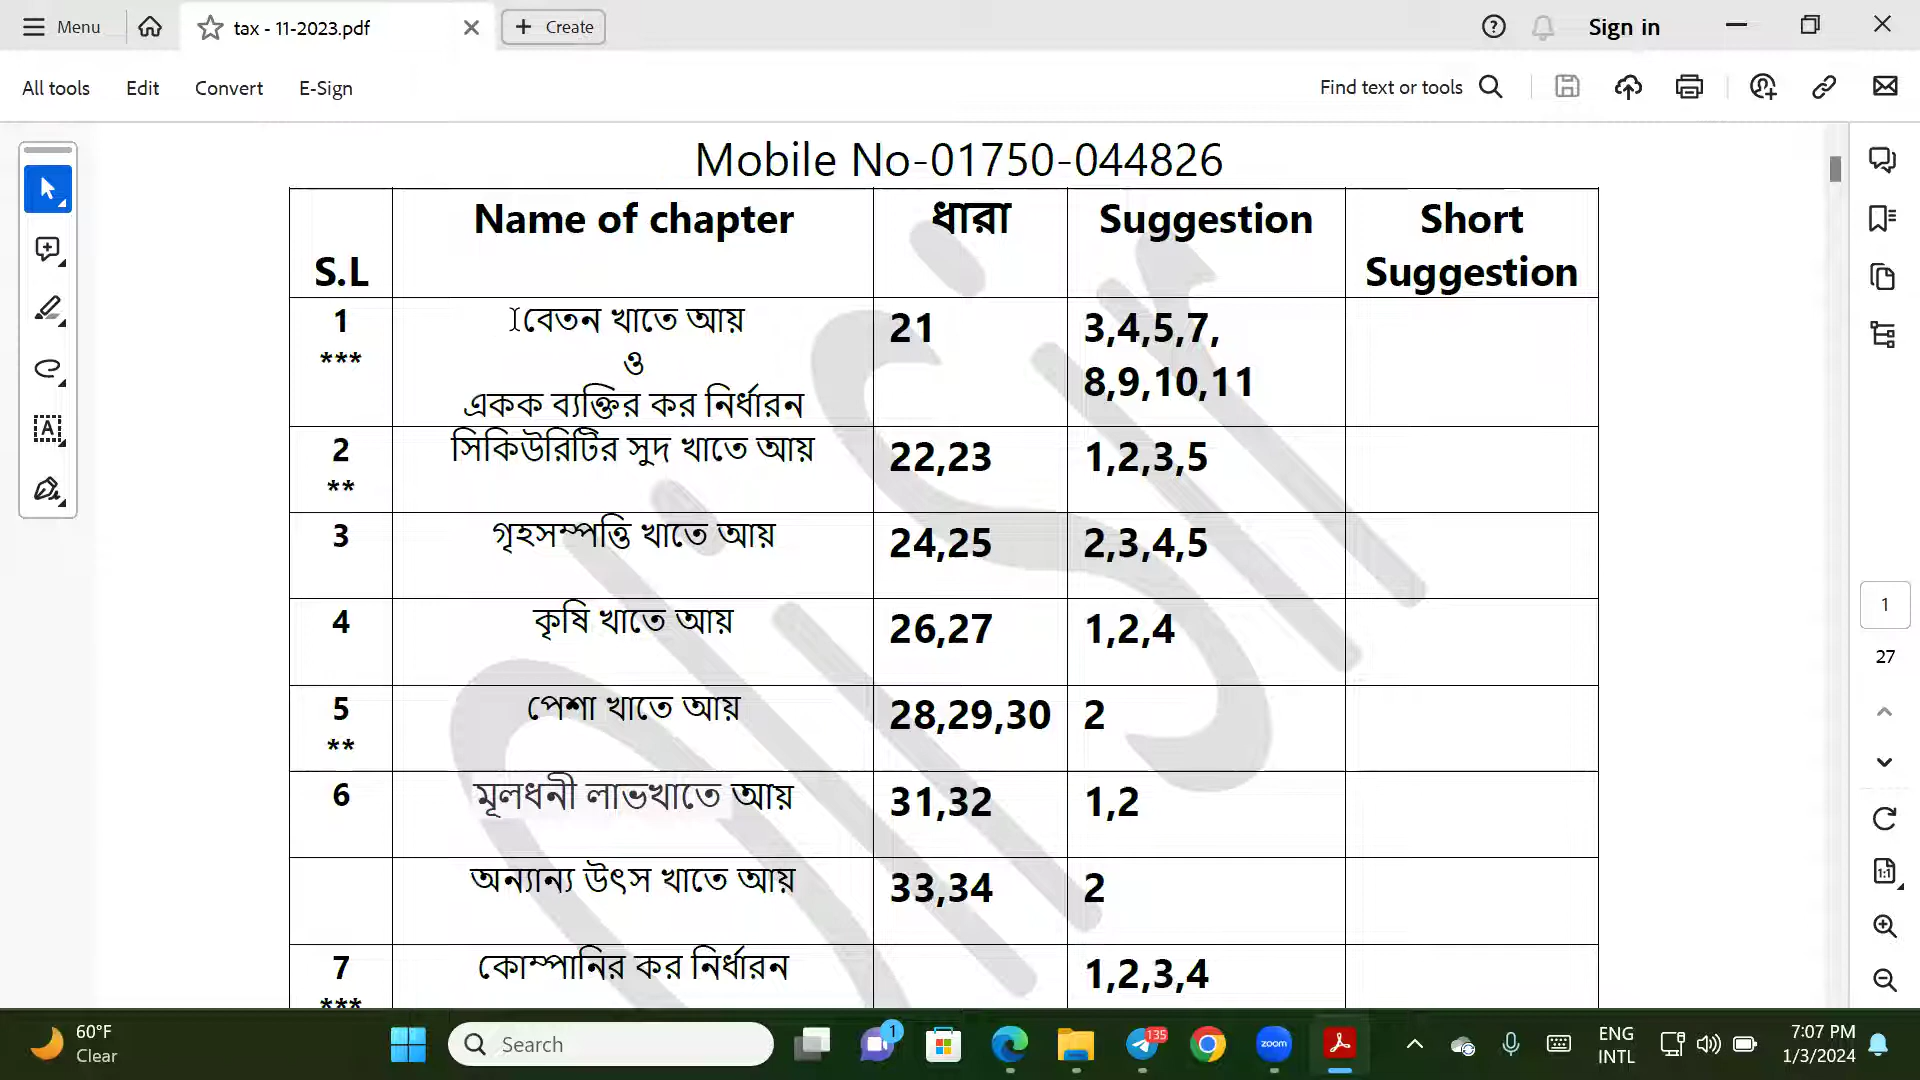 Menu
tax - 11-2023.pdf
Create
Sign in
All tools
Edit
Convert
E-Sign
Find text or tools
Mobile No-01750-044826
S.L
Name of chapter
ধারা
Suggestion
Short
Suggestion
1
***
বেতন খাতে আয়
ও
একক ব্যক্তির কর নির্ধারন
21
3,4,5,7,
8,9,10,11
2
**
সিকিউরিটির সুদ খাতে আয়
22,23
1,2,3,5
3
গৃহসম্পত্তি খাতে আয়
24,25
2,3,4,5
4
কৃষি খাতে আয়
26,27
1,2,4
5
**
পেশা খাতে আয়
28,29,30
2
6
মূলধনী লাভখাতে আয়
31,32
1,2
অন্যান্য উৎস খাতে আয়
33,34
2
7
***
কোম্পানির কর নির্ধারন
1,2,3,4
1
27
60°F
Clear
Search
1
135
zoom
ENG
INTL
7:07 PM
1/3/2024